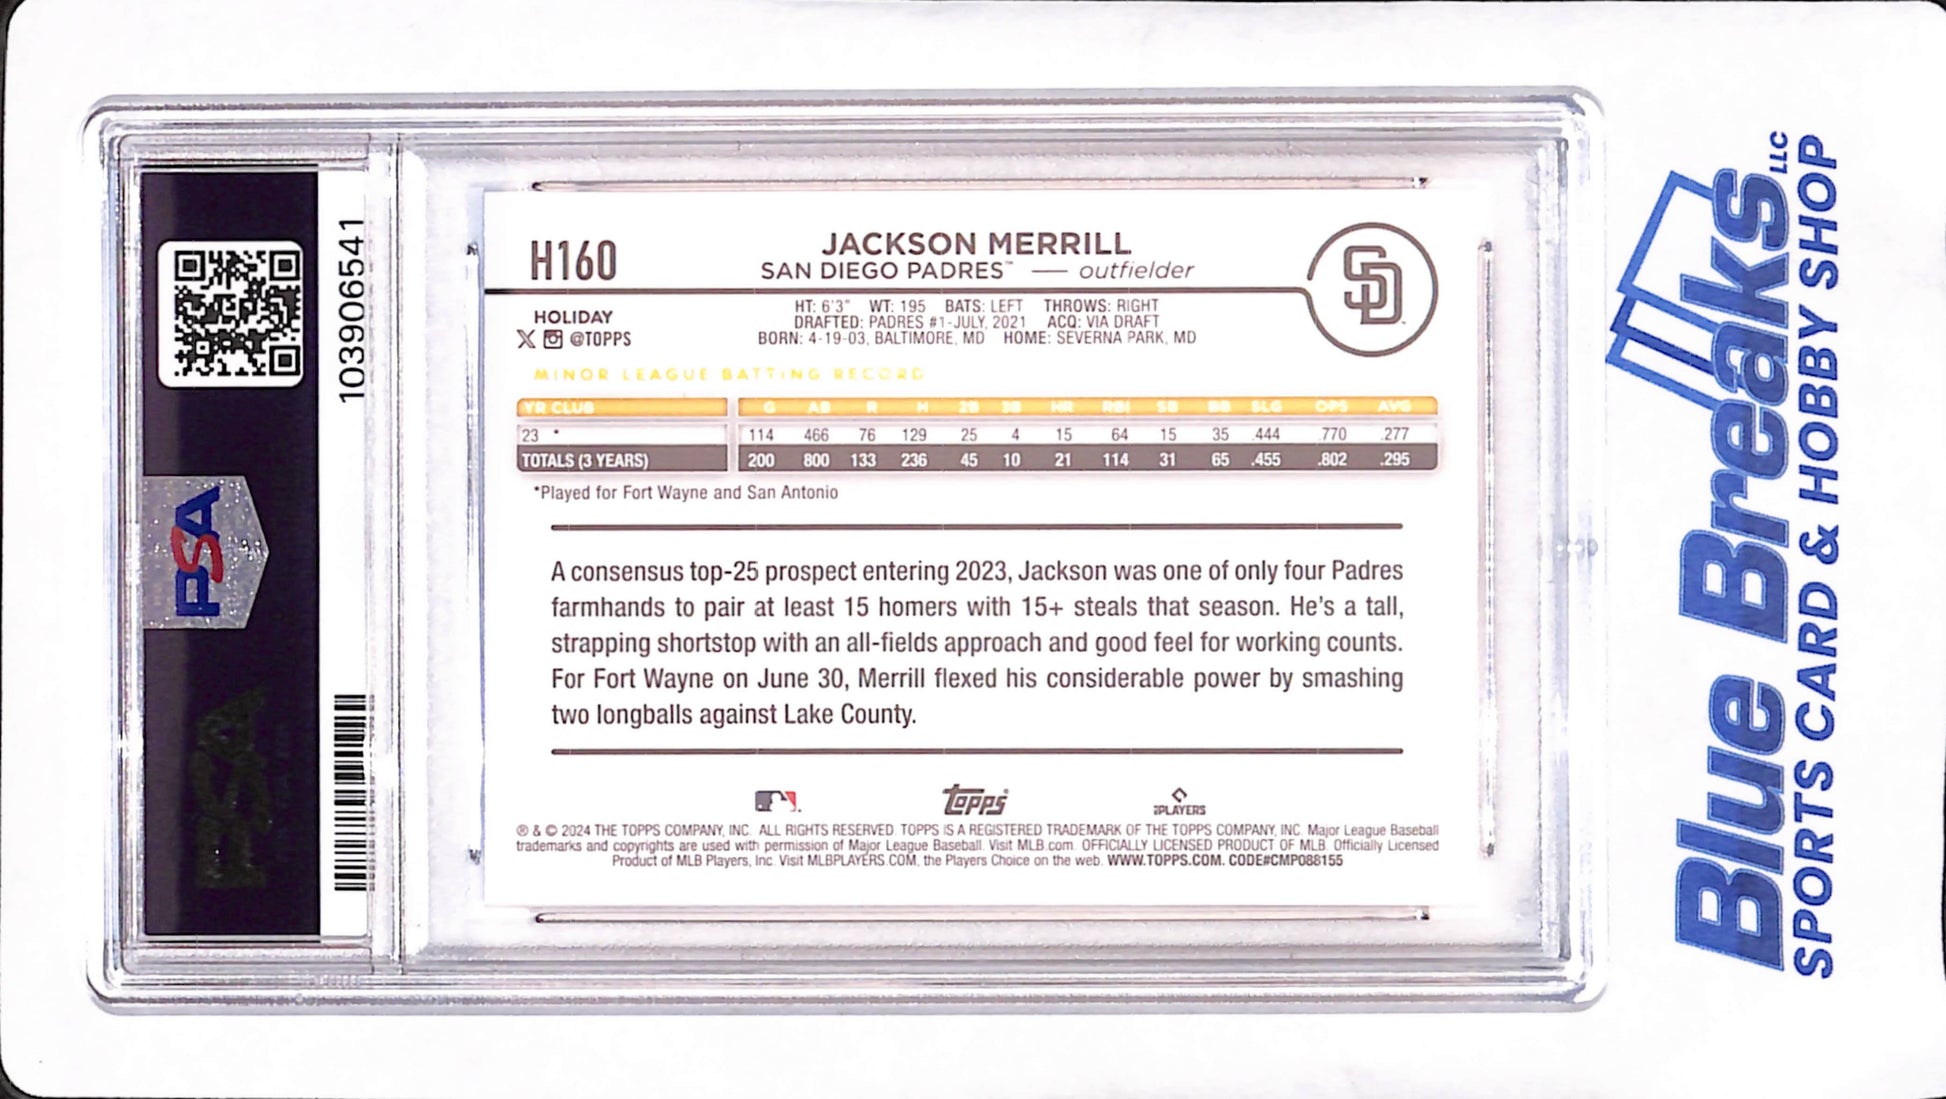 103906541
PSA
H160
JACKSON MERRILL
SAN DIEGO PADRES™ — outfielder
SD
HOLIDAY
@TOPPS
HT: 6'3" WT: 195 BATS: LEFT THROWS: RIGHT
DRAFTED: PADRES #1-JULY, 2021 ACQ: VIA DRAFT
BORN: 4-19-03, BALTIMORE, MD HOME: SEVERNA PARK, MD
MINOR LEAGUE BATTING RECORD
YR CLUB G AB R H 2B 3B HR RBI SB BB SLG OPS AVG
23 * 114 466 76 129 25 4 15 64 15 35 .444 .770 .277
TOTALS (3 YEARS) 200 800 133 236 45 10 21 114 31 65 .455 .802 .295
*Played for Fort Wayne and San Antonio
A consensus top-25 prospect entering 2023, Jackson was one of only four Padres
farmhands to pair at least 15 homers with 15+ steals that season. He's a tall,
strapping shortstop with an all-fields approach and good feel for working counts.
For Fort Wayne on June 30, Merrill flexed his considerable power by smashing
two longballs against Lake County.
Topps
PLAYERS
® & © 2024 THE TOPPS COMPANY, INC. ALL RIGHTS RESERVED. TOPPS IS A REGISTERED TRADEMARK OF THE TOPPS COMPANY, INC. Major League Baseball
trademarks and copyrights are used with permission of Major League Baseball. Visit MLB.com. OFFICIALLY LICENSED PRODUCT OF MLB. Officially Licensed
Product of MLB Players, Inc. Visit MLBPLAYERS.COM, the Players Choice on the web. WWW.TOPPS.COM. CODE#CMP088155
Blue Breaks LLC
SPORTS CARD & HOBBY SHOP